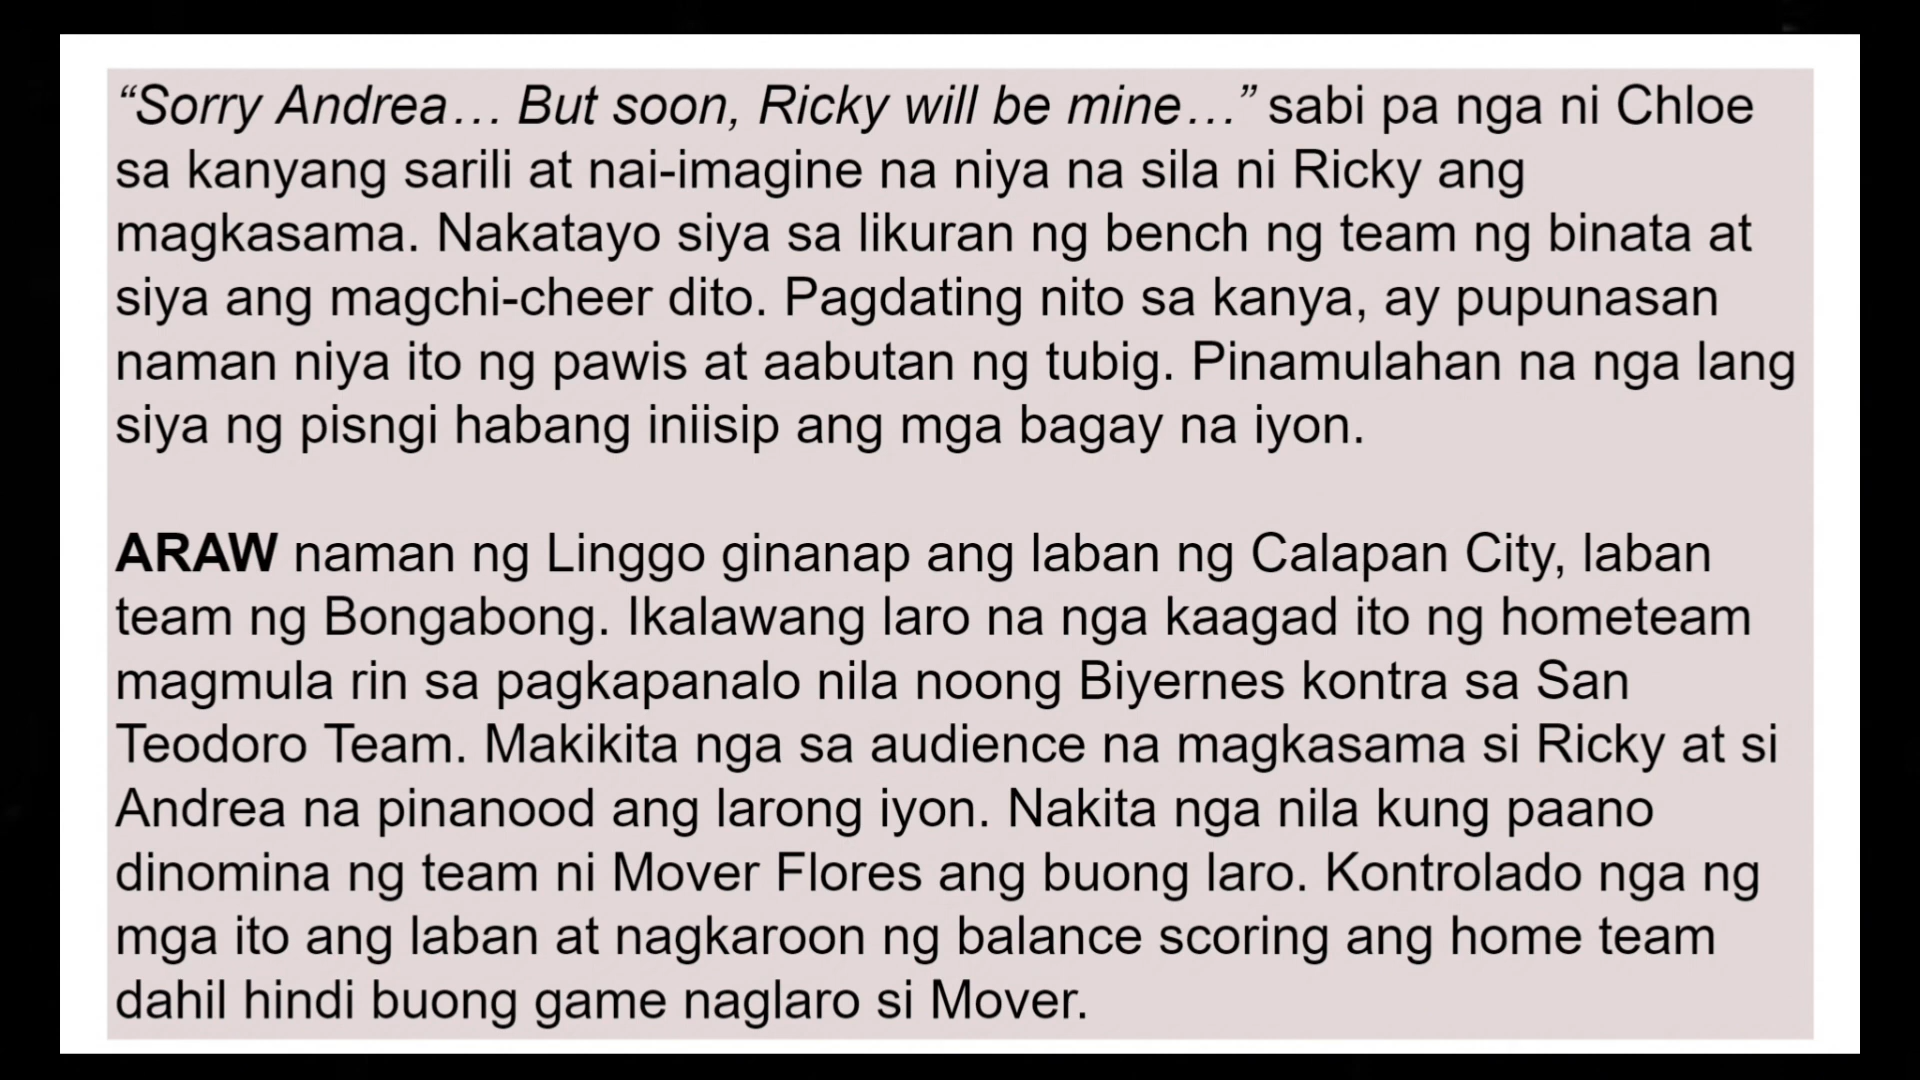 “Sorry Andrea… But soon, Ricky will be mine…” sabi pa nga ni Chloe
sa kanyang sarili at nai-imagine na niya na sila ni Ricky ang
magkasama. Nakatayo siya sa likuran ng bench ng team ng binata at
siya ang magchi-cheer dito. Pagdating nito sa kanya, ay pupunasan
naman niya ito ng pawis at aabutan ng tubig. Pinamulahan na nga lang
siya ng pisngi habang iniisip ang mga bagay na iyon.
ARAW naman ng Linggo ginanap ang laban ng Calapan City, laban
team ng Bongabong. Ikalawang laro na nga kaagad ito ng hometeam
magmula rin sa pagkapanalo nila noong Biyernes kontra sa San
Teodoro Team. Makikita nga sa audience na magkasama si Ricky at si
Andrea na pinanood ang larong iyon. Nakita nga nila kung paano
dinomina ng team ni Mover Flores ang buong laro. Kontrolado nga ng
mga ito ang laban at nagkaroon ng balance scoring ang home team
dahil hindi buong game naglaro si Mover.